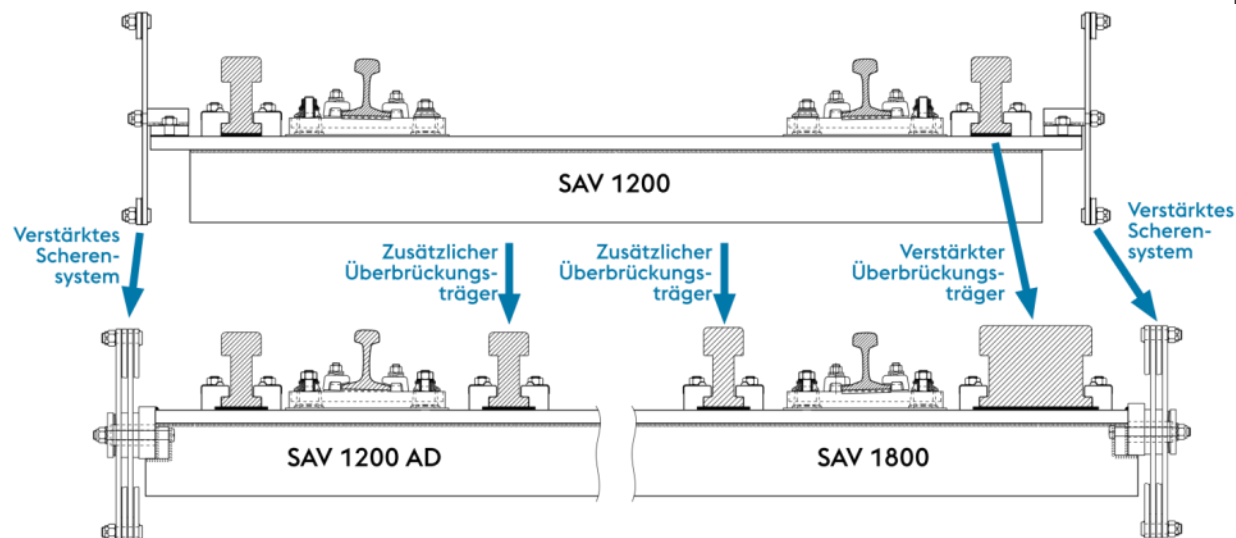 SAV 1200
Verstärktes
Scheren-
system
Zusätzlicher
Überbrückungs-
träger
Zusätzlicher
Überbrückungs-
träger
Verstärkter
Überbrückungs-
träger
Verstärktes
Scheren-
system
SAV 1200 AD
SAV 1800